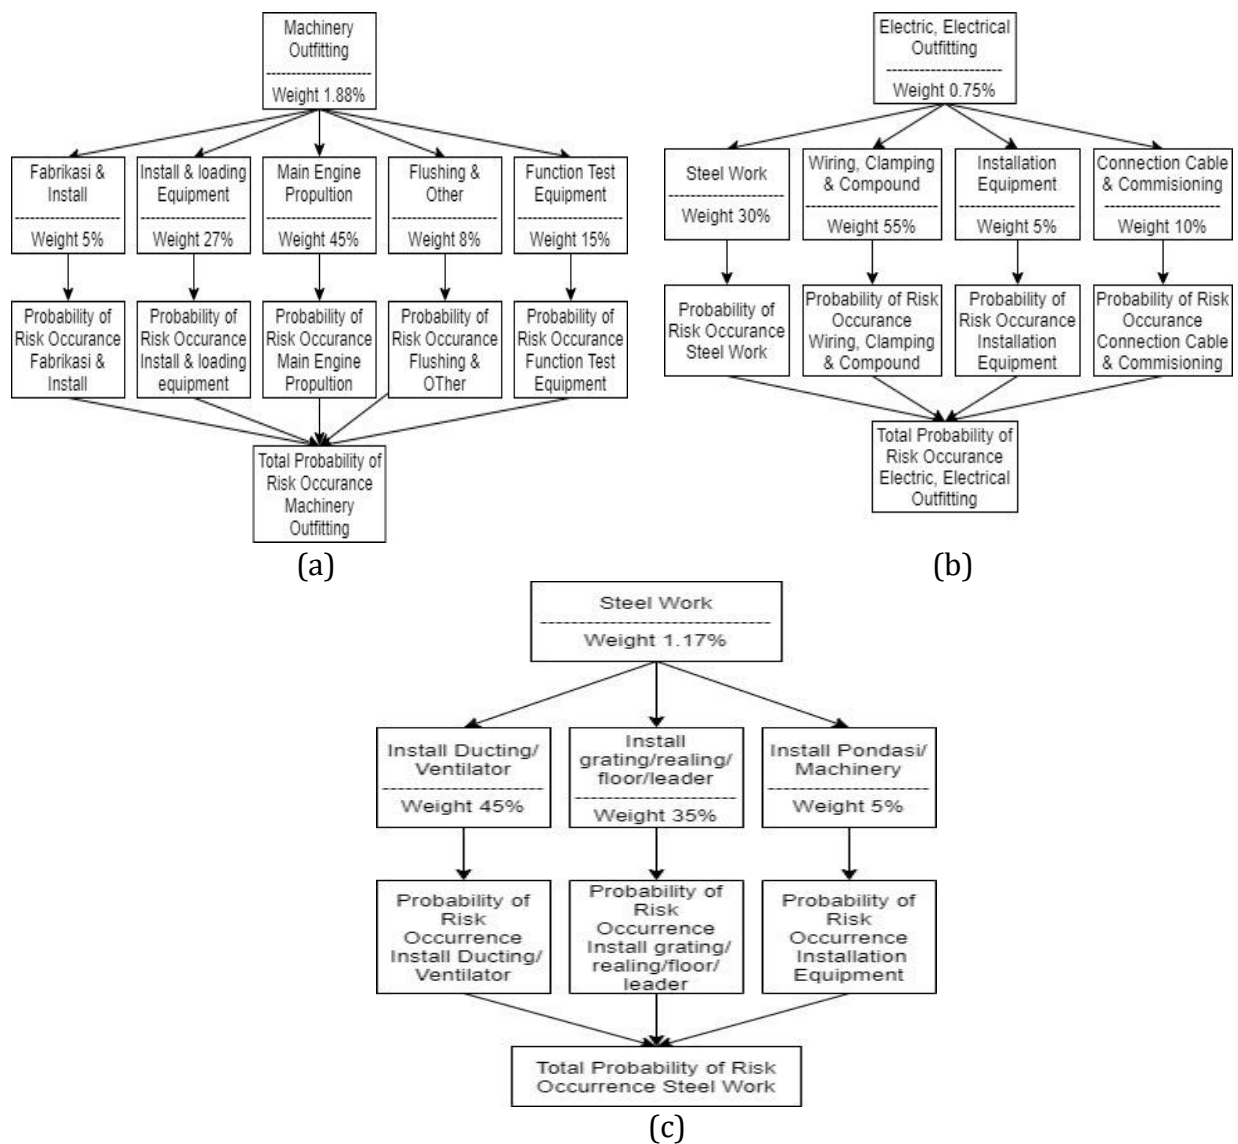 Machinery
Outfitting
Weight 1.88%
Fabrikasi &
Install
Weight 5%
Install & loading
Equipment
Weight 27%
Main Engine
Propultion
Weight 45%
Flushing &
Other
Weight 8%
Function Test
Equipment
Weight 15%
Probability of
Risk Occurance
Fabrikasi &
Install
Probability of
Risk Occurance
Install & loading
equipment
Probability of
Risk Occurance
Main Engine
Propultion
Probability of
Risk Occurance
Flushing &
OTher
Probability of
Risk Occurance
Function Test
Equipment
Total Probability of
Risk Occurance
Machinery
Outfitting
(a)
Electric, Electrical
Outfitting
Weight 0.75%
Steel Work
Weight 30%
Wiring, Clamping
& Compound
Weight 55%
Installation
Equipment
Weight 5%
Connection Cable
& Commisioning
Weight 10%
Probability of
Risk Occurance
Steel Work
Probability of Risk
Occurance
Wiring, Clamping
& Compound
Probability of
Risk Occurance
Installation
Equipment
Probability of Risk
Occurance
Connection Cable
& Commisioning
Total Probability of
Risk Occurance
Electric, Electrical
Outfitting
(b)
Steel Work
Weight 1.17%
Install Ducting/
Ventilator
Weight 45%
Install
grating/realing/
floor/leader
Weight 35%
Install Pondasi/
Machinery
Weight 5%
Probability of
Risk
Occurrence
Install Ducting/
Ventilator
Probability of
Risk
Occurrence
Install grating/
realing/floor/
leader
Probability of
Risk
Occurrence
Installation
Equipment
Total Probability of Risk
Occurrence Steel Work
(c)